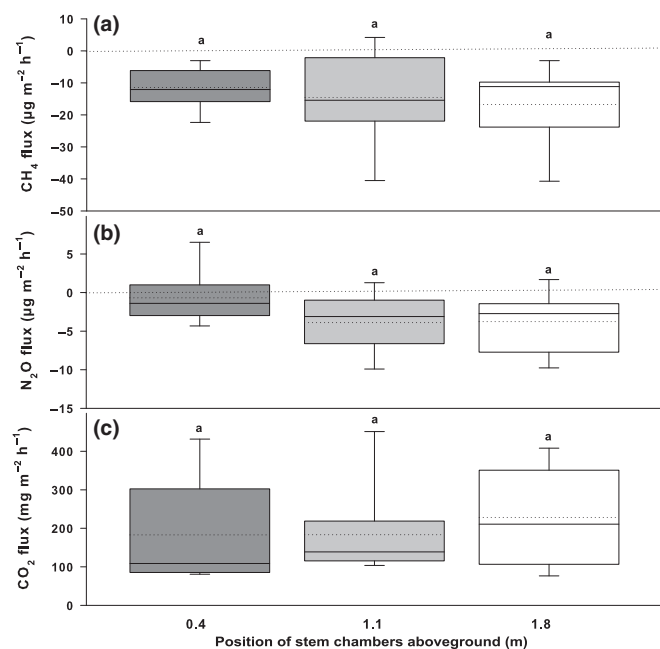 (a)
10
a
a
a
0
−10
−20
−30
−40
−50
CH4 flux (µg m−2 h−1)
(b)
a
5
a
a
0
−5
−10
−15
N2O flux (µg m−2 h−1)
(c)
a
a
a
400
300
200
100
0
CO2 flux (mg m−2 h−1)
0.4 1.1 1.8
Position of stem chambers aboveground (m)